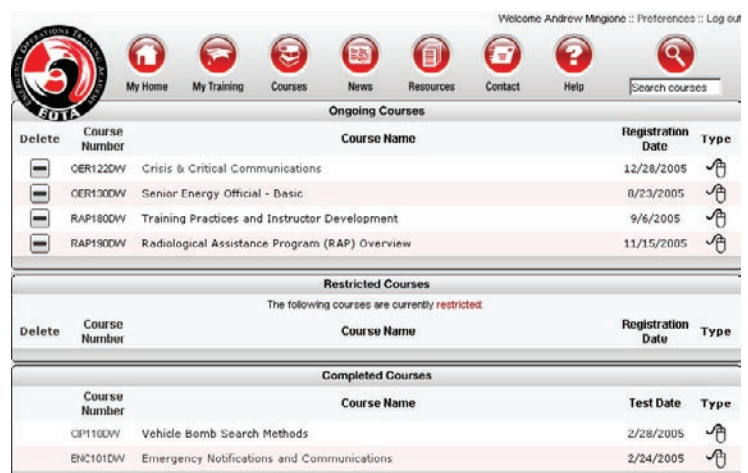 Welcome Andrew Mingione :: Preferences :: Log out
EMERGENCY OPERATIONS TRAINING ACADEMY
EOTA
My Home My Training Courses News Resources Contact Help Search courses
Ongoing Courses
Delete Course Number Course Name Registration Date Type
OER122DW Crisis & Critical Communications 12/28/2005
OER130DW Senior Energy Official - Basic 8/23/2005
RAP180DW Training Practices and Instructor Development 9/6/2005
RAP190DW Radiological Assistance Program (RAP) Overview 11/15/2005
Restricted Courses
The following courses are currently restricted:
Delete Course Number Course Name Registration Date Type
Completed Courses
Course Number Course Name Test Date Type
CIP110DW Vehicle Bomb Search Methods 2/28/2005
ENC101DW Emergency Notifications and Communications 2/24/2005